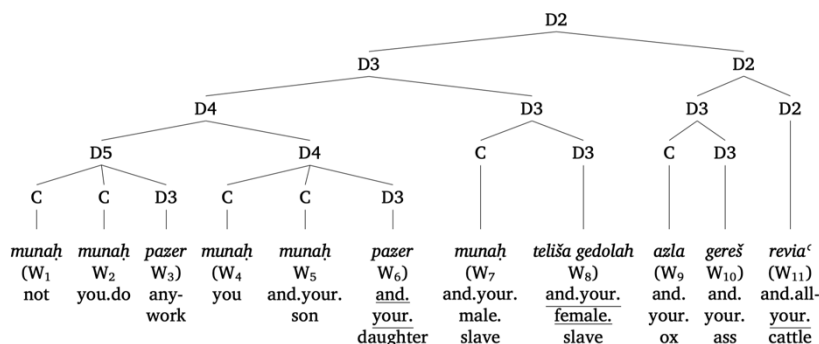 D2
D3 D2
D4 D3 D3 D2
D5 D4 C D3 C D3
C C D3 C C D3
munaḥ munaḥ pazer munaḥ munaḥ pazer munaḥ teliša gedolah azla gereš reviaʿ
(W₁ W₂ W₃) (W₄ W₅ W₆) (W₇ W₈) (W₉ W₁₀) (W₁₁)
not you.do any- you and.your. and. and.your. and.your. and. and. and.all-
work son your. male. female. your. your. your.
daughter slave slave ox ass cattle